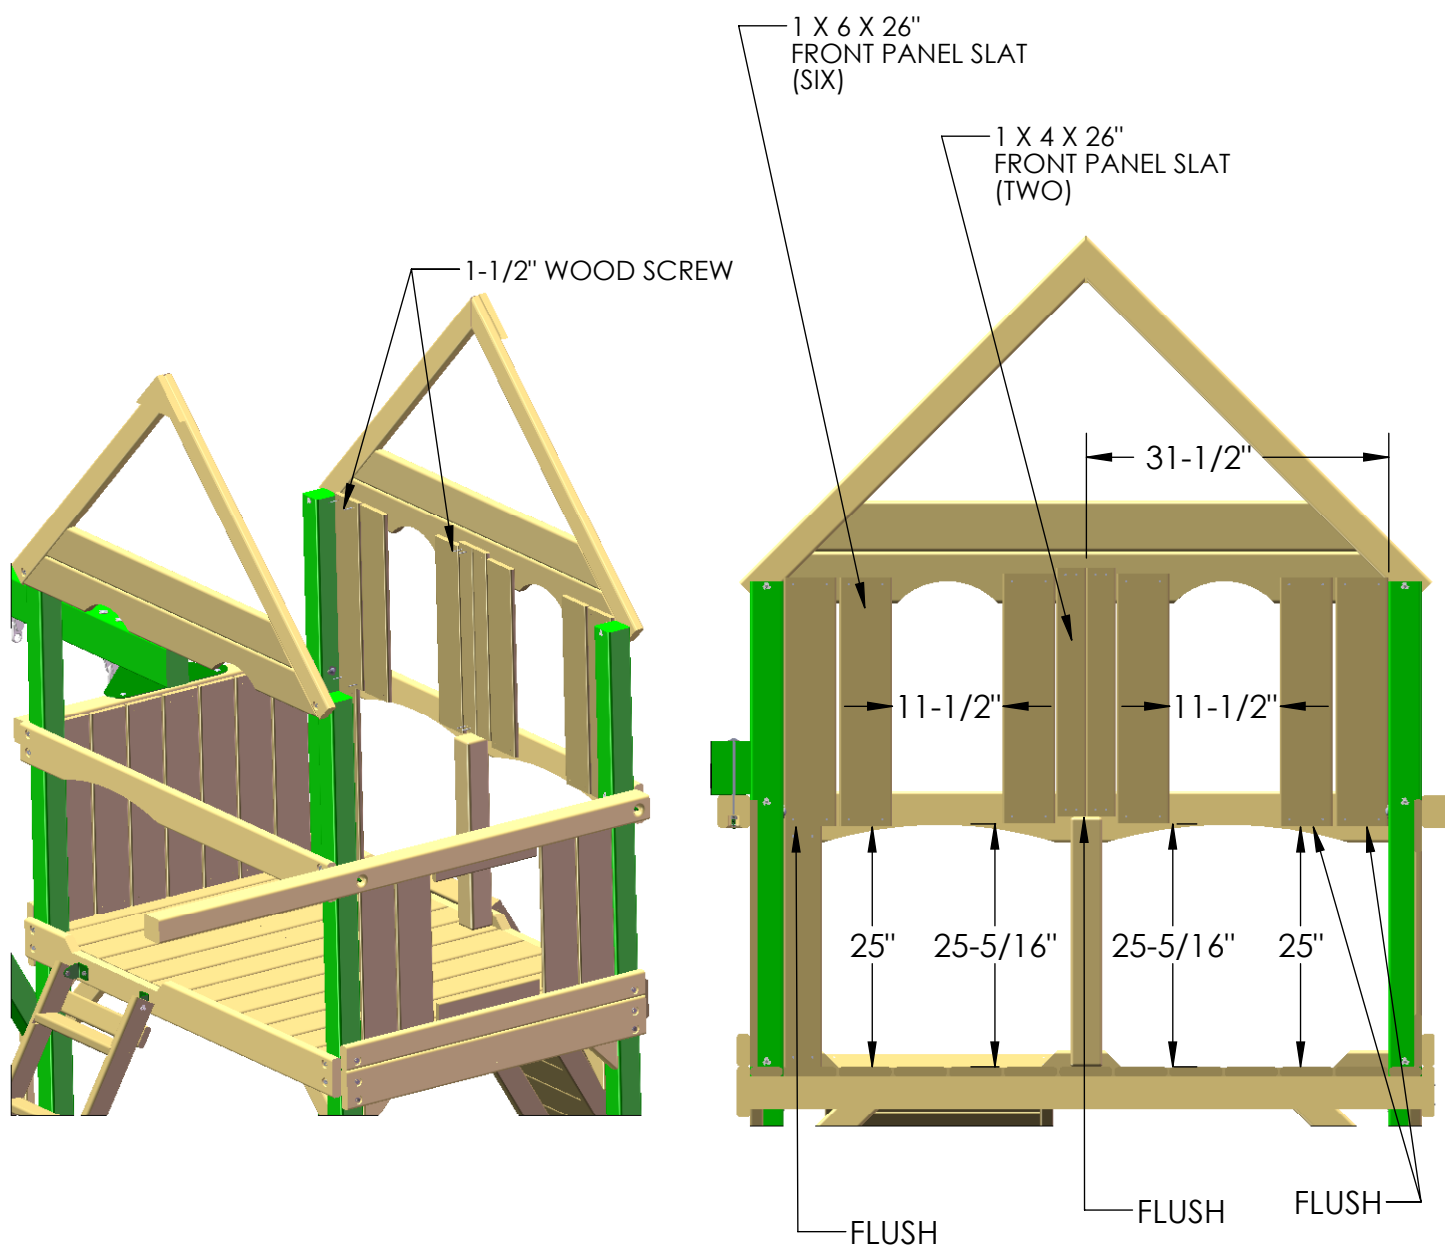 1 X 6 X 26"
FRONT PANEL SLAT
(SIX)
1 X 4 X 26"
FRONT PANEL SLAT
(TWO)
1-1/2" WOOD SCREW
31-1/2"
11-1/2"
11-1/2"
25"
25-5/16"
25-5/16"
25"
FLUSH
FLUSH
FLUSH